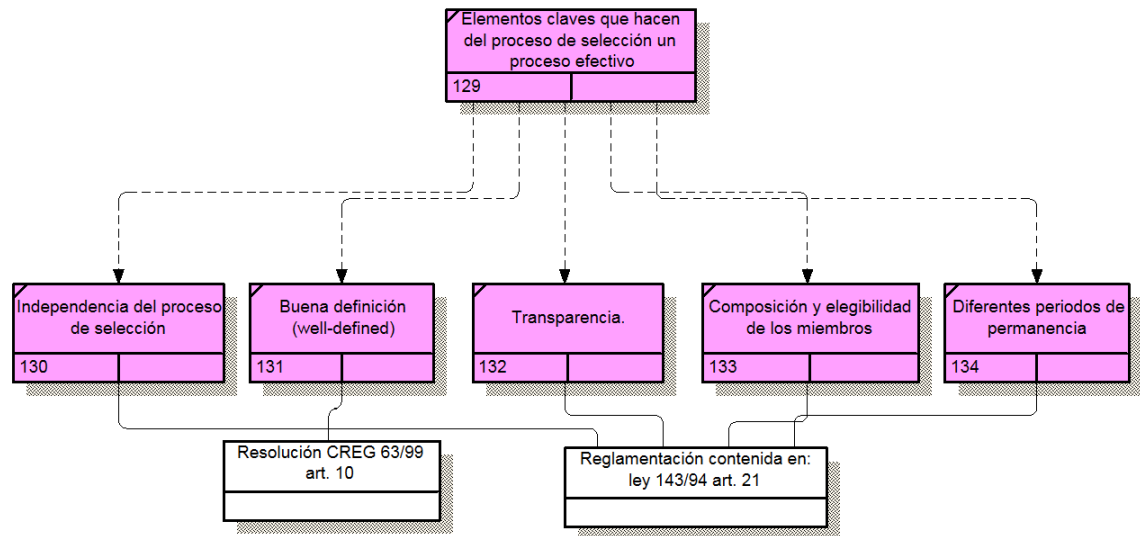 Elementos claves que hacen
del proceso de selección un
proceso efectivo
129
Independencia del proceso
de selección
130
Buena definición
(well-defined)
131
Transparencia.
132
Composición y elegibilidad
de los miembros
133
Diferentes periodos de
permanencia
134
Resolución CREG 63/99
art. 10
Reglamentación contenida en:
ley 143/94 art. 21